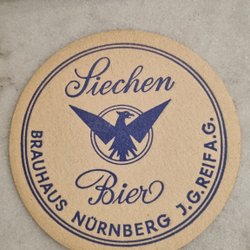 Siechen
Bier
BRAUHAUS NÜRNBERG J.G.REIF A.G.